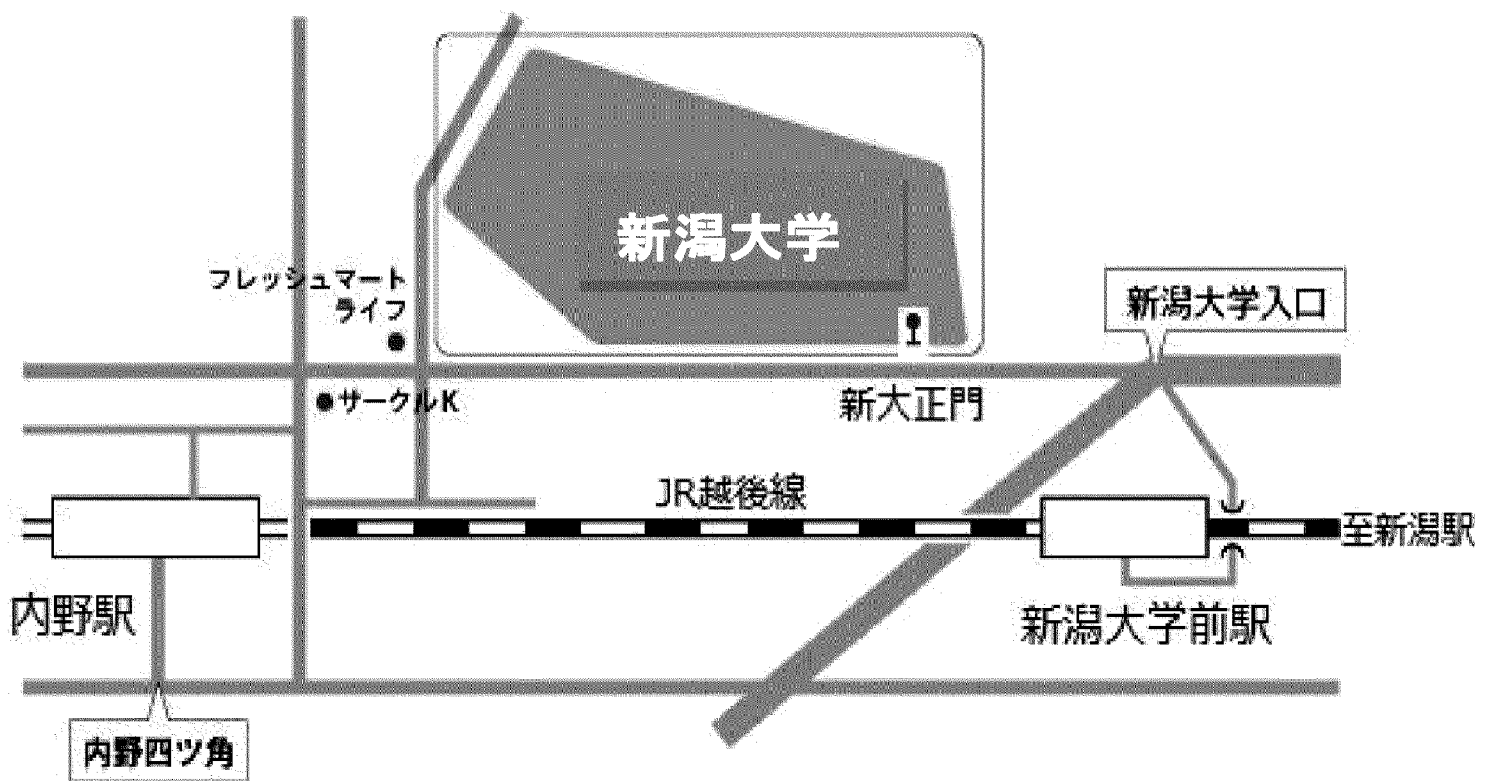 新潟大学
フレッシュマート
ライフ
新潟大学入口
サークルK
新大正門
JR越後線
至新潟駅
内野駅
新潟大学前駅
内野四ツ角